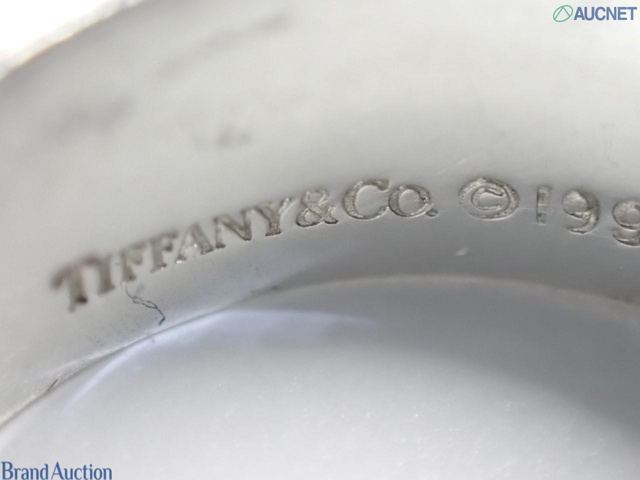 AUCNET
TIFFANY&Co. ©199
Brand Auction